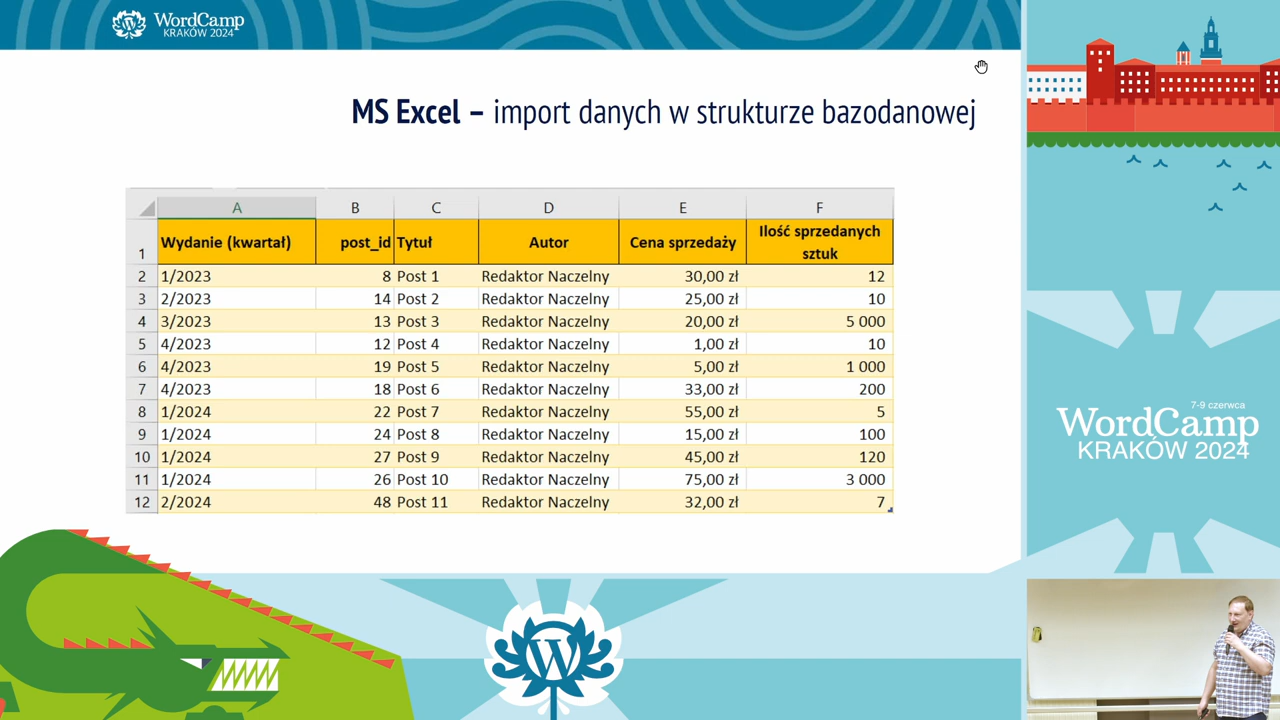 WordCamp
KRAKÓW 2024
MS Excel – import danych w strukturze bazodanowej
A B C D E F
1 Wydanie (kwartał) post_id Tytuł Autor Cena sprzedaży Ilość sprzedanych sztuk
2 1/2023 8 Post 1 Redaktor Naczelny 30,00 zł 12
3 2/2023 14 Post 2 Redaktor Naczelny 25,00 zł 10
4 3/2023 13 Post 3 Redaktor Naczelny 20,00 zł 5 000
5 4/2023 12 Post 4 Redaktor Naczelny 1,00 zł 10
6 4/2023 19 Post 5 Redaktor Naczelny 5,00 zł 1 000
7 4/2023 18 Post 6 Redaktor Naczelny 33,00 zł 200
8 1/2024 22 Post 7 Redaktor Naczelny 55,00 zł 5
9 1/2024 24 Post 8 Redaktor Naczelny 15,00 zł 100
10 1/2024 27 Post 9 Redaktor Naczelny 45,00 zł 120
11 1/2024 26 Post 10 Redaktor Naczelny 75,00 zł 3 000
12 2/2024 48 Post 11 Redaktor Naczelny 32,00 zł 7
7-9 czerwca
WordCamp
KRAKÓW 2024
W